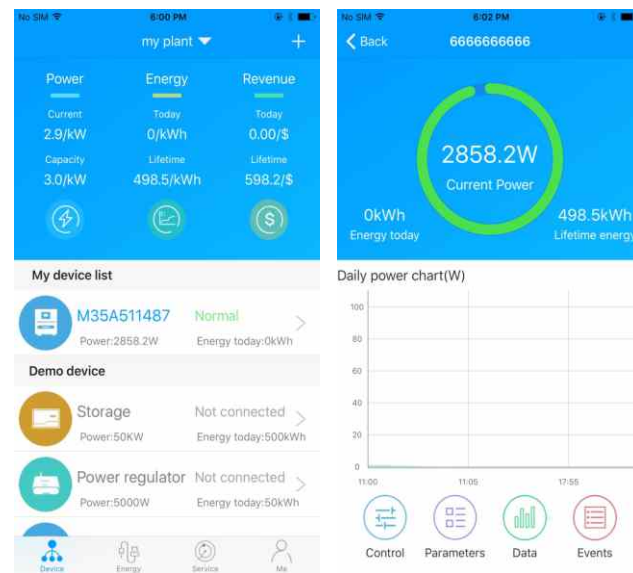 No SIM 6:00 PM
my plant
Power Energy Revenue
Current Today Today
2.9/kW 0/kWh 0.00/$
Capacity Lifetime Lifetime
3.0/kW 498.5/kWh 598.2/$
$
My device list
M35A511487 Normal
Power:2858.2W Energy today:0kWh
Demo device
Storage Not connected
Power:50KW Energy today:500kWh
Power regulator Not connected
Power:5000W Energy today:50kWh
Device Energy Service Me
No SIM 6:02 PM
Back 6666666666
2858.2W
Current Power
0kWh 498.5kWh
Energy today Lifetime energy
Daily power chart(W)
100
80
60
40
20
0
11:00 11:05 17:55
Control Parameters Data Events